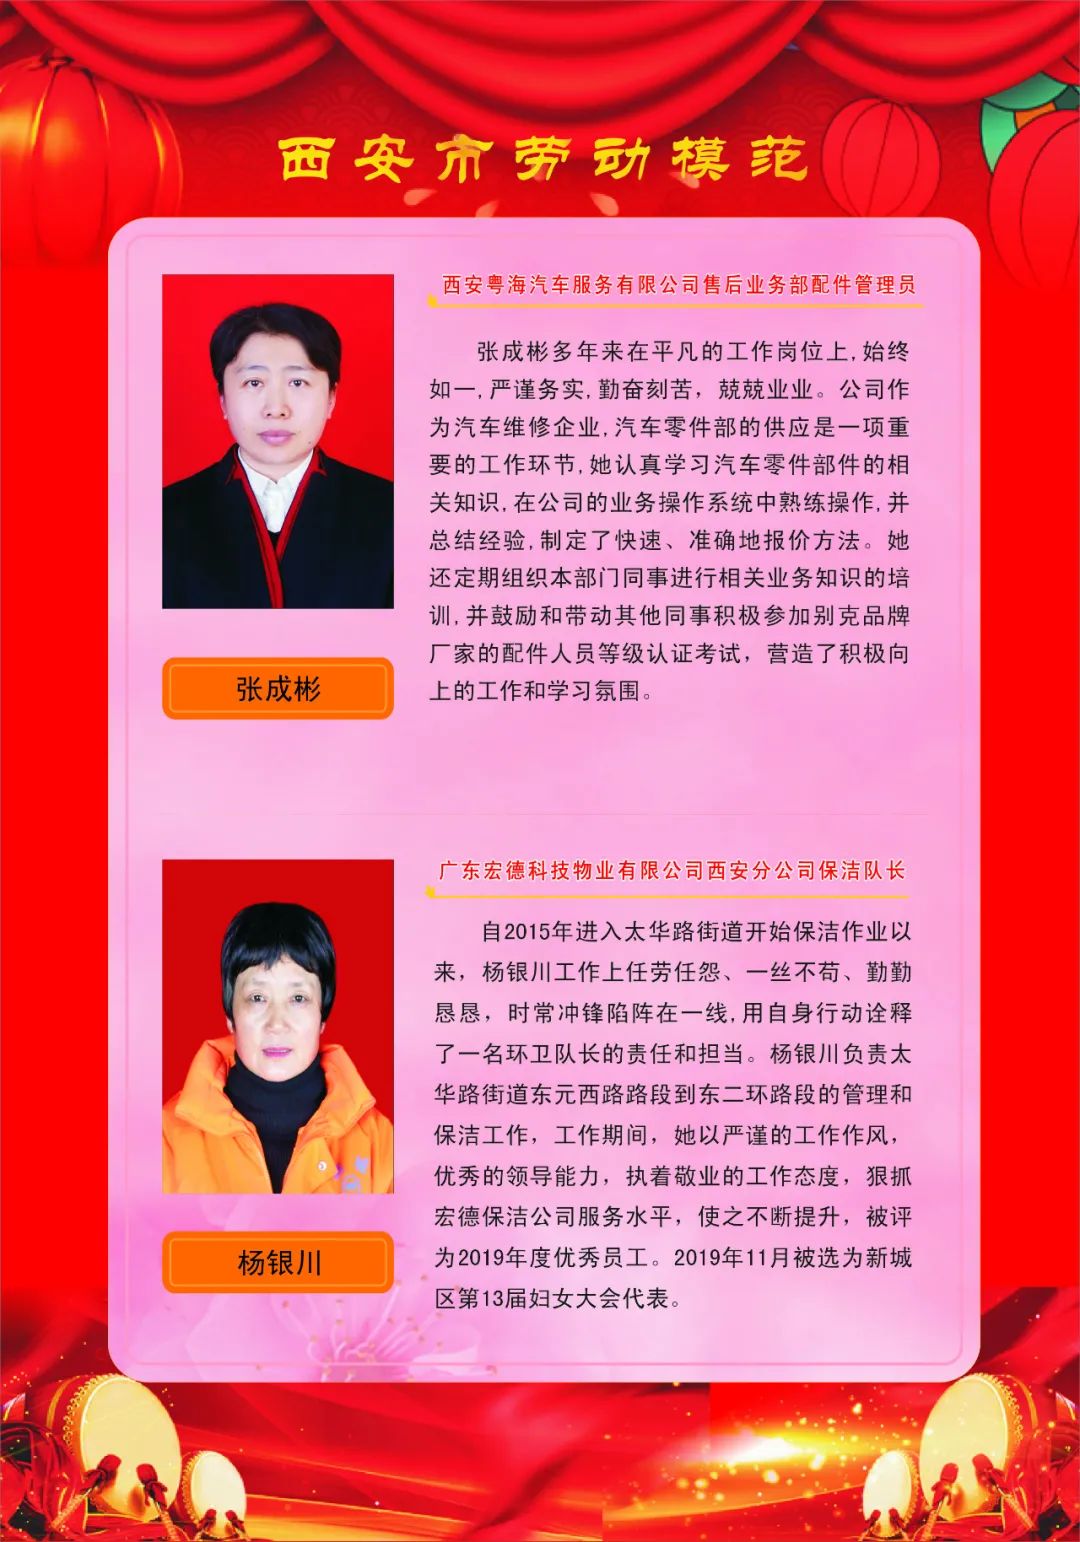 西安市劳动模范
西安粤海汽车服务有限公司售后业务部配件管理员
张成彬多年来在平凡的工作岗位上,始终
如一,严谨务实,勤奋刻苦，兢兢业业。公司作
为汽车维修企业,汽车零件部的供应是一项重
要的工作环节,她认真学习汽车零件部件的相
关知识,在公司的业务操作系统中熟练操作,并
总结经验,制定了快速、准确地报价方法。她
还定期组织本部门同事进行相关业务知识的培
训,并鼓励和带动其他同事积极参加别克品牌
厂家的配件人员等级认证考试，营造了积极向
上的工作和学习氛围。
张成彬
广东宏德科技物业有限公司西安分公司保洁队长
自2015年进入太华路街道开始保洁作业以
来，杨银川工作上任劳任怨、一丝不苟、勤勤
恳恳，时常冲锋陷阵在一线,用自身行动诠释
了一名环卫队长的责任和担当。杨银川负责太
华路街道东元西路路段到东二环路段的管理和
保洁工作，工作期间，她以严谨的工作作风，
优秀的领导能力，执着敬业的工作态度，狠抓
宏德保洁公司服务水平，使之不断提升，被评
为2019年度优秀员工。2019年11月被选为新城
区第13届妇女大会代表。
杨银川